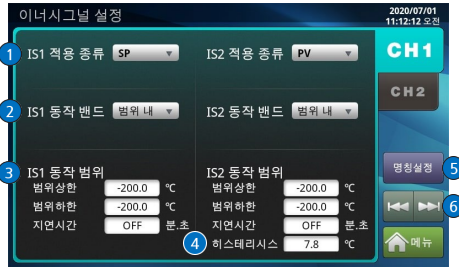 이너시그널 설정
2020/07/01
11:12:12 오전
1 IS1 적용 종류 SP IS2 적용 종류 PV
CH1
CH2
2 IS1 동작 밴드 범위 내 IS2 동작 밴드 범위 내
3 IS1 동작 범위 IS2 동작 범위
범위상한 -200.0 ℃ 범위상한 -200.0 ℃
범위하한 -200.0 ℃ 범위하한 -200.0 ℃
지연시간 OFF 분.초 지연시간 OFF 분.초
4 히스테리시스 7.8 ℃
명칭설정 5
6
메뉴